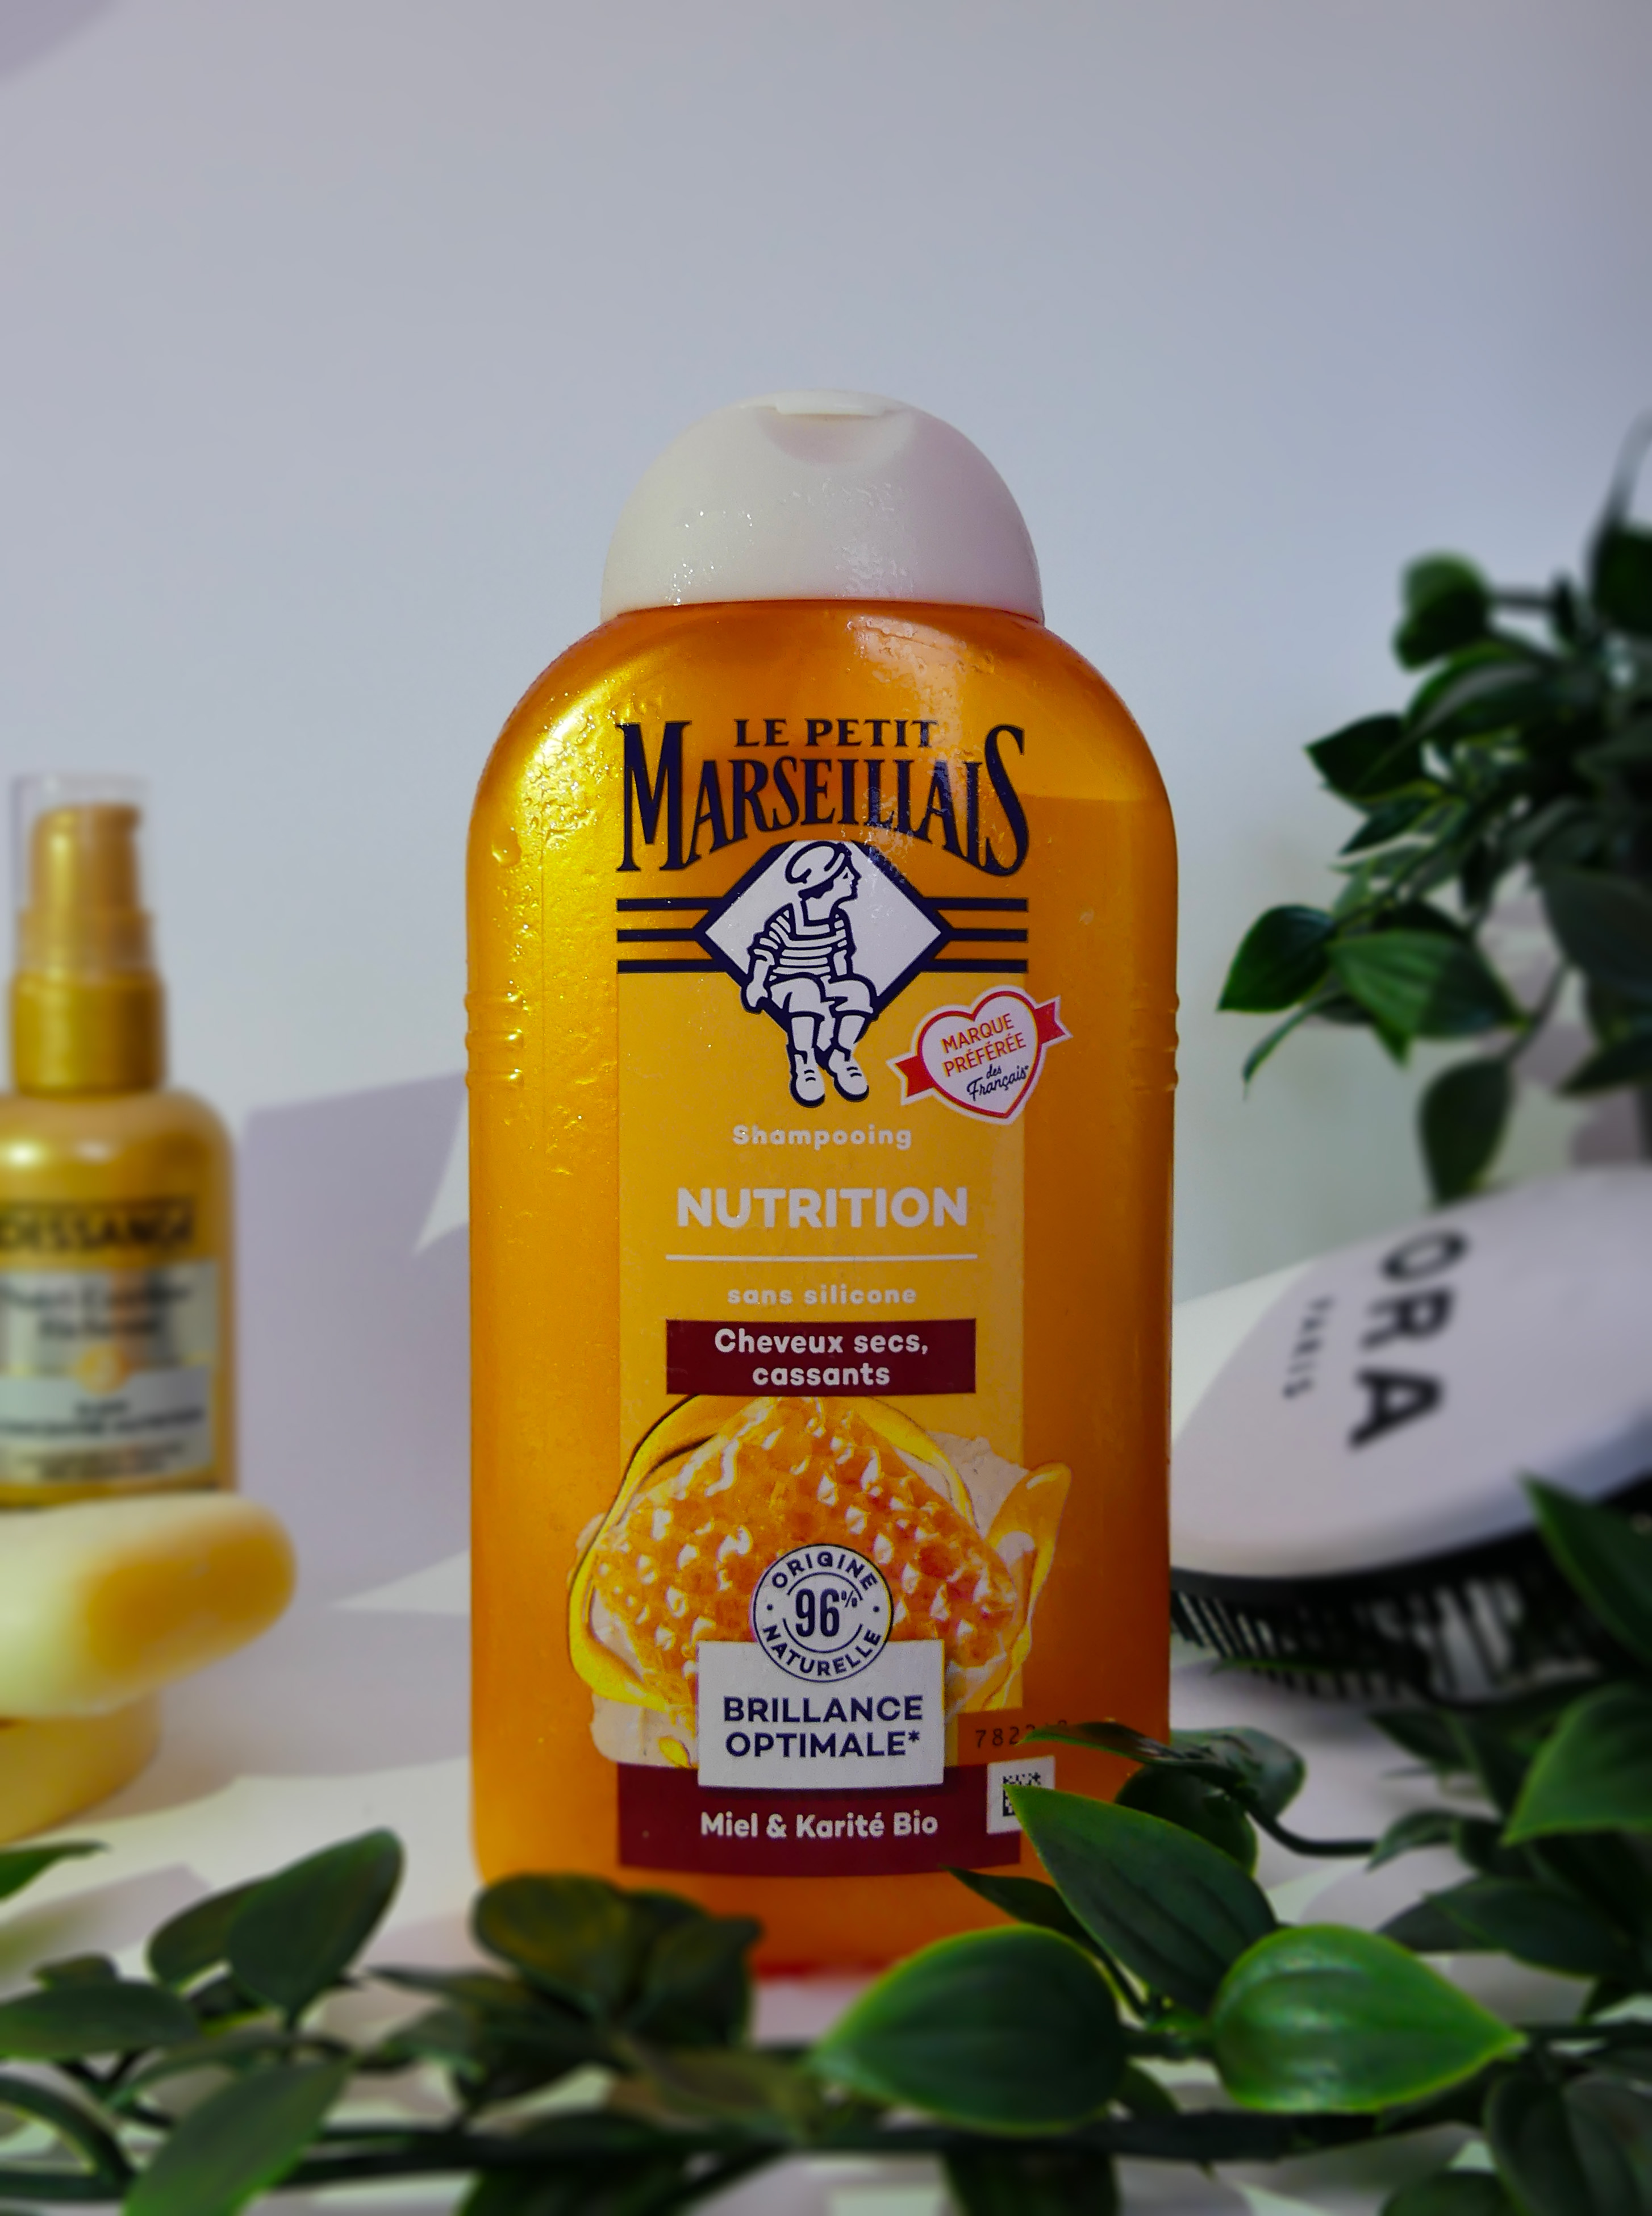 LE PETIT
MARSEILLAIS
MARQUE
PRÉFÉRÉE
des
Français*
Shampooing
NUTRITION
sans silicone
Cheveux secs,
cassants
ORIGINE
96%
NATURELLE
BRILLANCE
OPTIMALE*
Miel & Karité Bio
ORA
PARIS